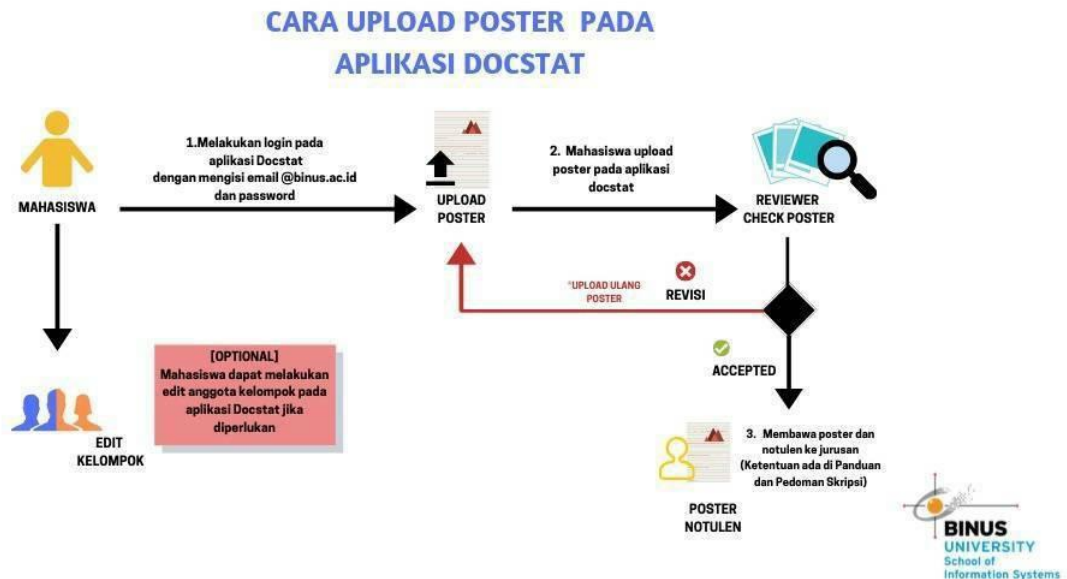 CARA UPLOAD POSTER PADA
APLIKASI DOCSTAT
MAHASISWA
1.Melakukan login pada
aplikasi Docstat
dengan mengisi email @binus.ac.id
dan password
UPLOAD
POSTER
2. Mahasiswa upload
poster pada aplikasi
docstat
REVIEWER
CHECK POSTER
*UPLOAD ULANG
POSTER
REVISI
ACCEPTED
[OPTIONAL]
Mahasiswa dapat melakukan
edit anggota kelompok pada
aplikasi Docstat jika
diperlukan
EDIT
KELOMPOK
3. Membawa poster dan
notulen ke jurusan
(Ketentuan ada di Panduan
dan Pedoman Skripsi)
POSTER
NOTULEN
BINUS
UNIVERSITY
School of
Information Systems